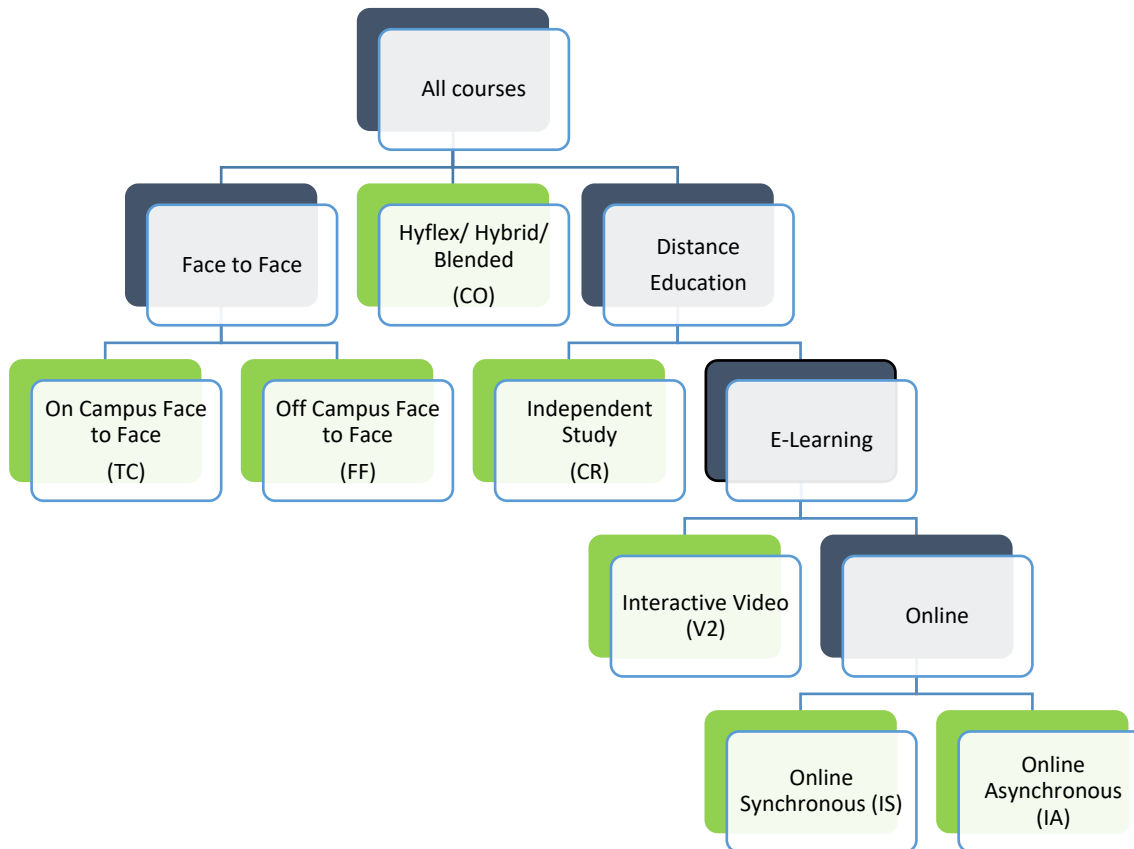 All courses
Face to Face
Hyflex/ Hybrid/
Blended
(CO)
Distance
Education
On Campus Face
to Face
(TC)
Off Campus Face
to Face
(FF)
Independent
Study
(CR)
E-Learning
Interactive Video
(V2)
Online
Online
Synchronous (IS)
Online
Asynchronous
(IA)